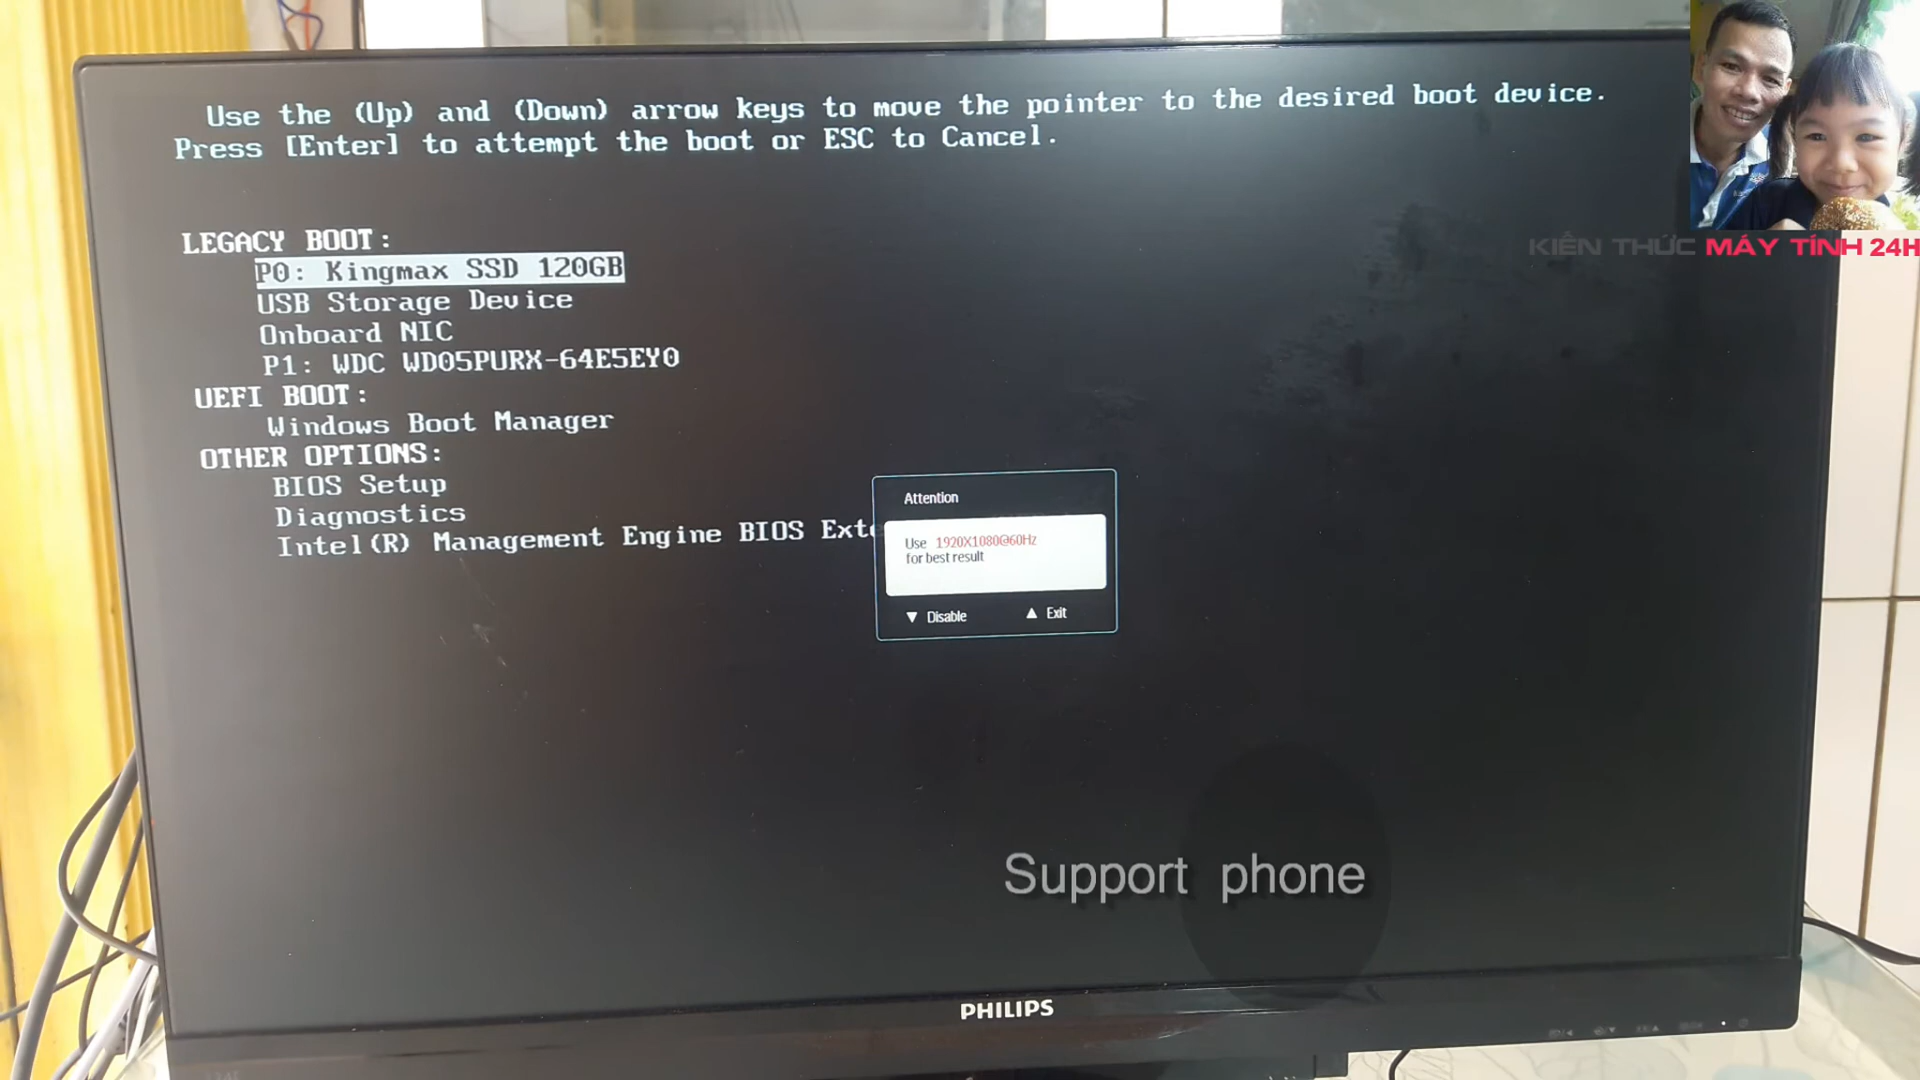 Use the (Up) and (Down) arrow keys to move the pointer to the desired boot device.
Press [Enter] to attempt the boot or ESC to Cancel.
KIẾN THỨC MÁY TÍNH 24H
LEGACY BOOT:
P0: Kingmax SSD 120GB
USB Storage Device
Onboard NIC
P1: WDC WD05PURX-64E5EY0
UEFI BOOT:
Windows Boot Manager
OTHER OPTIONS:
BIOS Setup
Diagnostics
Intel(R) Management Engine BIOS Exte
Attention
Use 1920X1080@60Hz
for best result
▼ Disable ▲ Exit
Support phone
PHILIPS